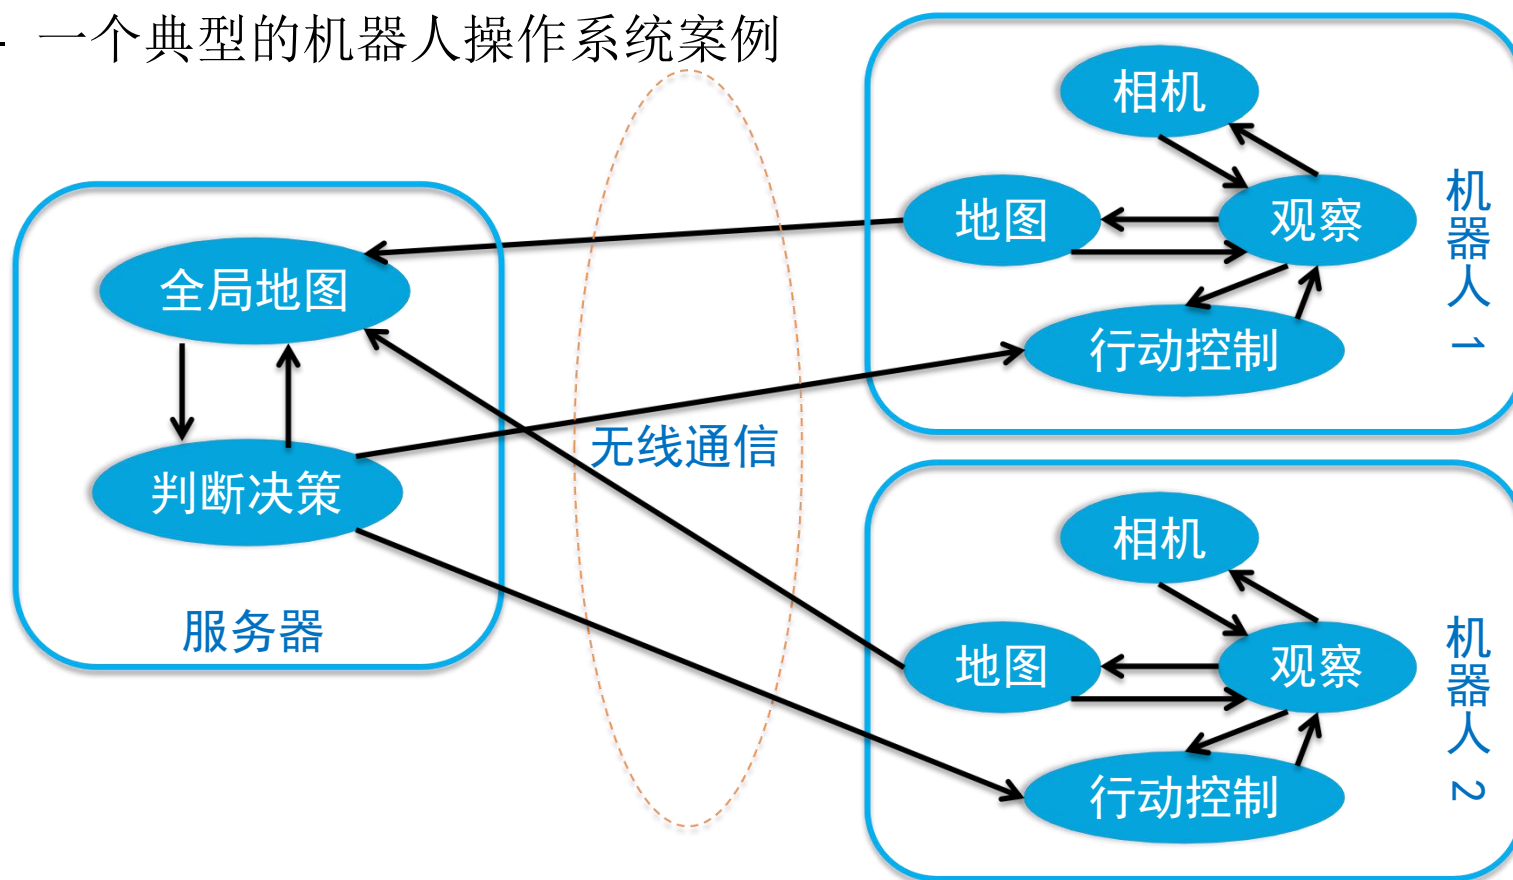 - 一个典型的机器人操作系统案例
相机
地图
观察
行动控制
机器人 1
全局地图
判断决策
服务器
无线通信
相机
地图
观察
行动控制
机器人 2